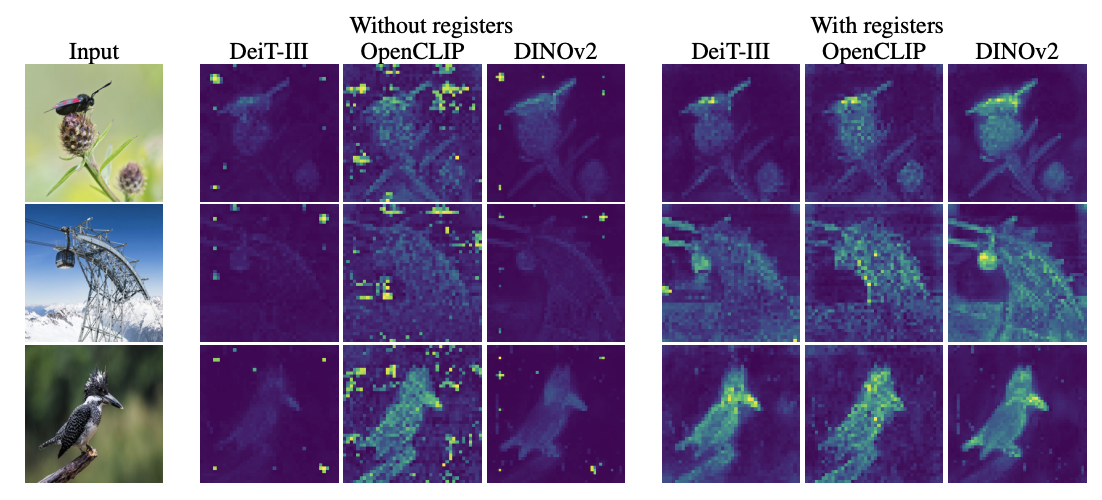 Without registers
With registers
Input
DeiT-III
OpenCLIP
DINOv2
DeiT-III
OpenCLIP
DINOv2